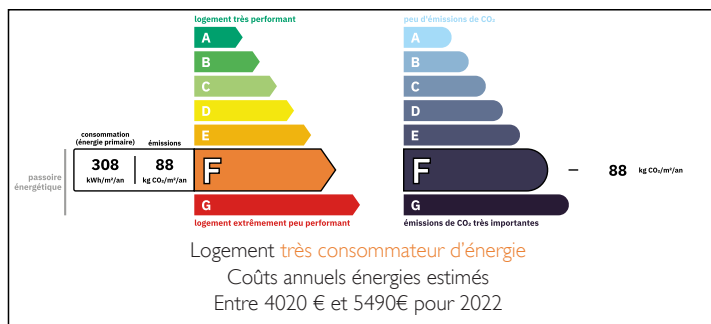 logement très performant
A
B
C
D
E
consommation
(énergie primaire)
émissions
308
kWh/m²/an
88
kg CO₂/m²/an
F
passoire
énergétique
G
logement extrêmement peu performant
peu d'émissions de CO₂
A
B
C
D
E
F
88 kg CO₂/m²/an
G
émissions de CO₂ très importantes
Logement très consommateur d'énergie
Coûts annuels énergies estimés
Entre 4020 € et 5490€ pour 2022